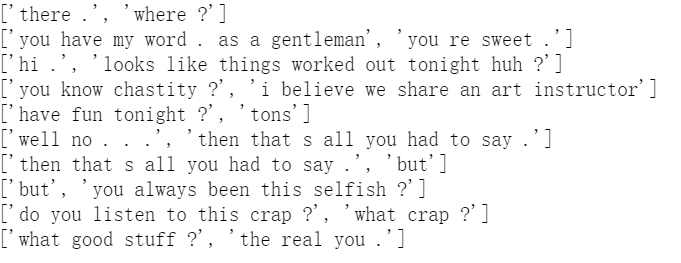 ['there .', 'where ?']
['you have my word . as a gentleman', 'you re sweet .']
['hi .', 'looks like things worked out tonight huh ?']
['you know chastity ?', 'i believe we share an art instructor']
['have fun tonight ?', 'tons']
['well no . . .', 'then that s all you had to say .']
['then that s all you had to say .', 'but']
['but', 'you always been this selfish ?']
['do you listen to this crap ?', 'what crap ?']
['what good stuff ?', 'the real you .']